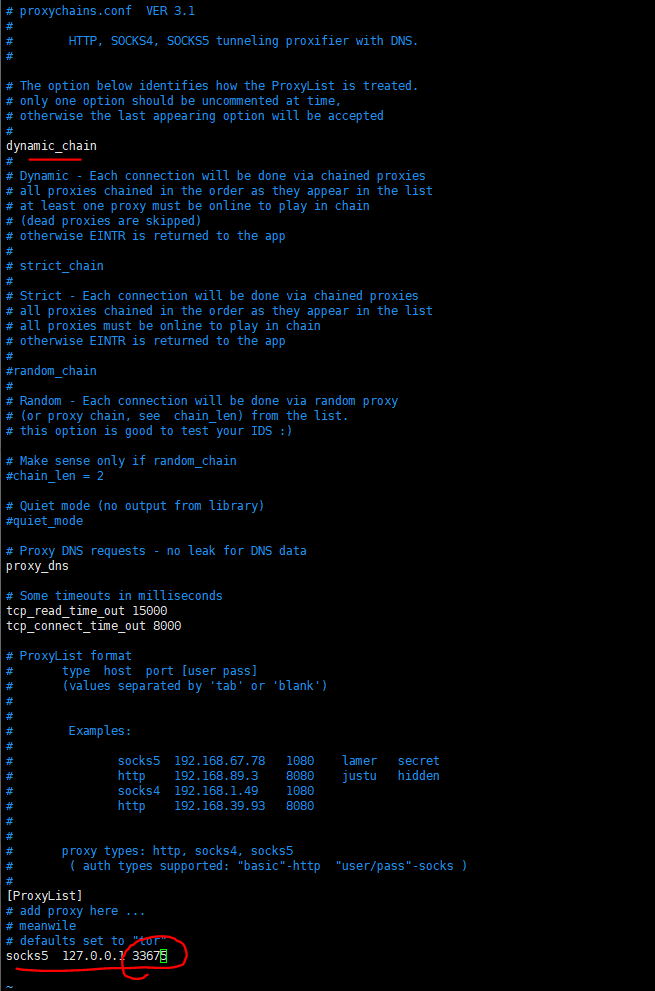 # proxychains.conf  VER 3.1
#
#        HTTP, SOCKS4, SOCKS5 tunneling proxifier with DNS.
#
# The option below identifies how the ProxyList is treated.
# only one option should be uncommented at time,
# otherwise the last appearing option will be accepted
#
dynamic_chain
#
# Dynamic - Each connection will be done via chained proxies
# all proxies chained in the order as they appear in the list
# at least one proxy must be online to play in chain
# (dead proxies are skipped)
# otherwise EINTR is returned to the app
#
# strict_chain
#
# Strict - Each connection will be done via chained proxies
# all proxies chained in the order as they appear in the list
# all proxies must be online to play in chain
# otherwise EINTR is returned to the app
#
#random_chain
#
# Random - Each connection will be done via random proxy
# (or proxy chain, see  chain_len) from the list.
# this option is good to test your IDS :)
# Make sense only if random_chain
#chain_len = 2
# Quiet mode (no output from library)
#quiet_mode
# Proxy DNS requests - no leak for DNS data
proxy_dns
# Some timeouts in milliseconds
tcp_read_time_out 15000
tcp_connect_time_out 8000
# ProxyList format
#       type  host  port [user pass]
#       (values separated by 'tab' or 'blank')
#
#
#        Examples:
#
#               socks5  192.168.67.78   1080    lamer   secret
#               http    192.168.89.3    8080    justu   hidden
#               socks4  192.168.1.49    1080
#               http    192.168.39.93   8080
#
#
#       proxy types: http, socks4, socks5
#        ( auth types supported: "basic"-http  "user/pass"-socks )
#
[ProxyList]
# add proxy here ...
# meanwile
# defaults set to "tor"
socks5  127.0.0.1 33675
~